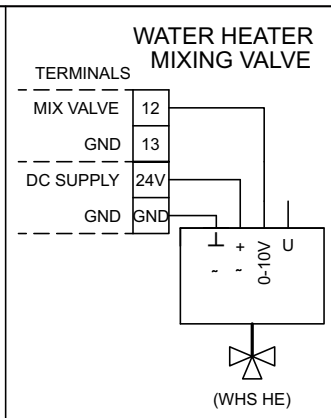 WATER HEATER
MIXING VALVE
TERMINALS
MIX VALVE 12
GND 13
DC SUPPLY 24V
GND GND
⊥ + 0-10V U
~ ~
(WHS HE)